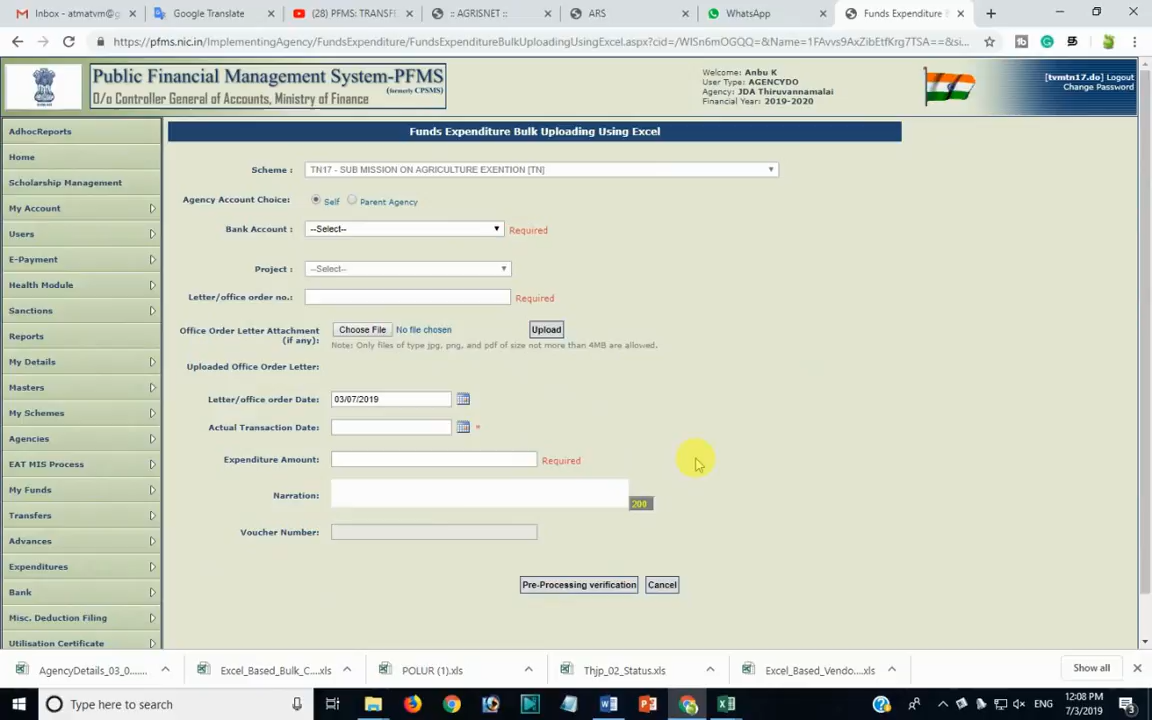 Inbox - atmatvm@g
Google Translate
(28) PFMS: TRANSFE
:: AGRISNET ::
ARS
WhatsApp
Funds Expenditure B
https://pfms.nic.in/ImplementingAgency/FundsExpenditure/FundsExpenditureBulkUploadingUsingExcel.aspx?cid=/WISn6mOGQQ=&Name=1FAvvs9AxZibEtfKrg7TSA==&si...
Public Financial Management System-PFMS
(formerly CPSMS)
O/o Controller General of Accounts, Ministry of Finance
Welcome: Anbu K
User Type: AGENCYDO
Agency: JDA Thiruvannamalai
Financial Year: 2019-2020
[tvmtn17.do] Logout
Change Password
AdhocReports
Home
Scholarship Management
My Account
Users
E-Payment
Health Module
Sanctions
Reports
My Details
Masters
My Schemes
Agencies
EAT MIS Process
My Funds
Transfers
Advances
Expenditures
Bank
Misc. Deduction Filing
Utilisation Certificate
Funds Expenditure Bulk Uploading Using Excel
Scheme : TN17 - SUB MISSION ON AGRICULTURE EXENTION [TN]
Agency Account Choice: Self Parent Agency
Bank Account : --Select-- Required
Project : --Select--
Letter/office order no.: Required
Office Order Letter Attachment (if any): Choose File No file chosen Upload
Note: Only files of type jpg, png, and pdf of size not more than 4MB are allowed.
Uploaded Office Order Letter:
Letter/office order Date: 03/07/2019
Actual Transaction Date: *
Expenditure Amount: Required
Narration: 200
Voucher Number:
Pre-Processing verification Cancel
AgencyDetails_03_0....xls
Excel_Based_Bulk_C....xls
POLUR (1).xls
Thjp_02_Status.xls
Excel_Based_Vendo....xls
Show all
Type here to search
ENG
12:08 PM
7/3/2019
3